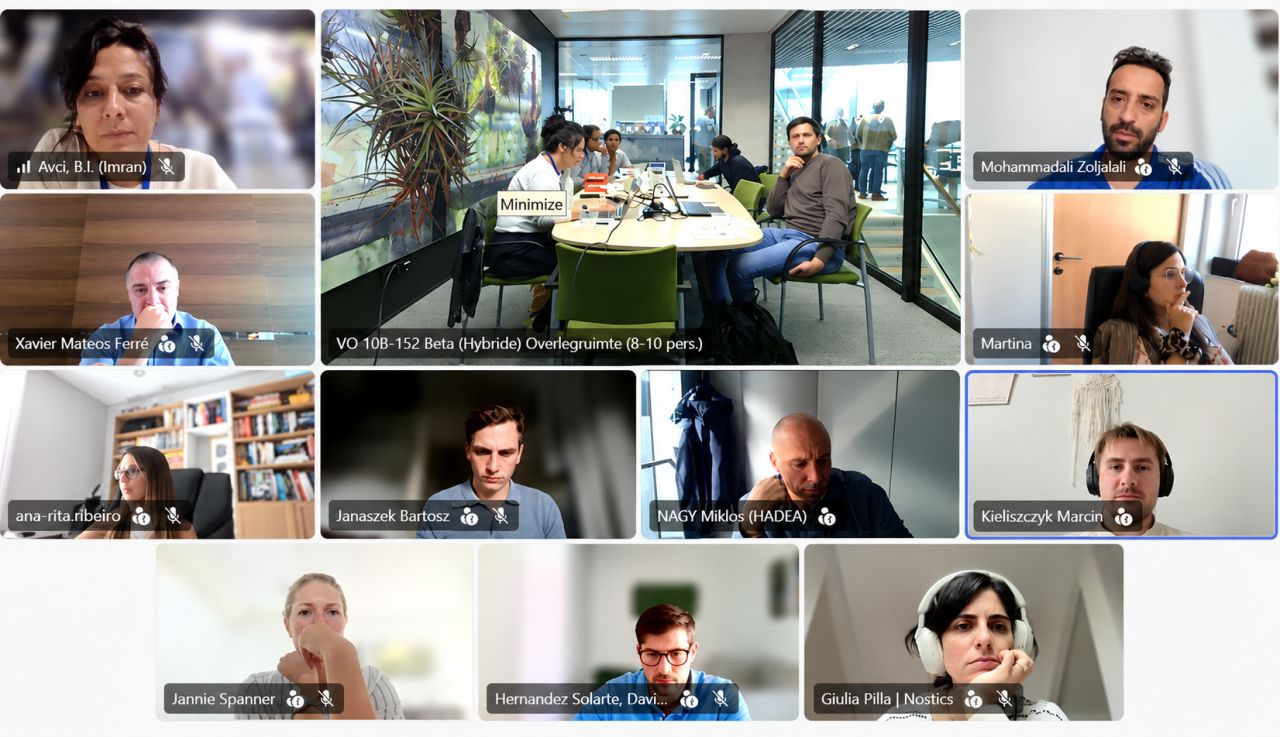 Avci, B.I. (Imran)
Minimize
VO 10B-152 Beta (Hybride) Overlegruimte (8-10 pers.)
Mohammadali Zoljalali
Xavier Mateos Ferré
Martina
ana-rita.ribeiro
Janaszek Bartosz
NAGY Miklos (HADEA)
Kieliszczyk Marcin
Jannie Spanner
Hernandez Solarte, Davi...
Giulia Pilla | Nostics